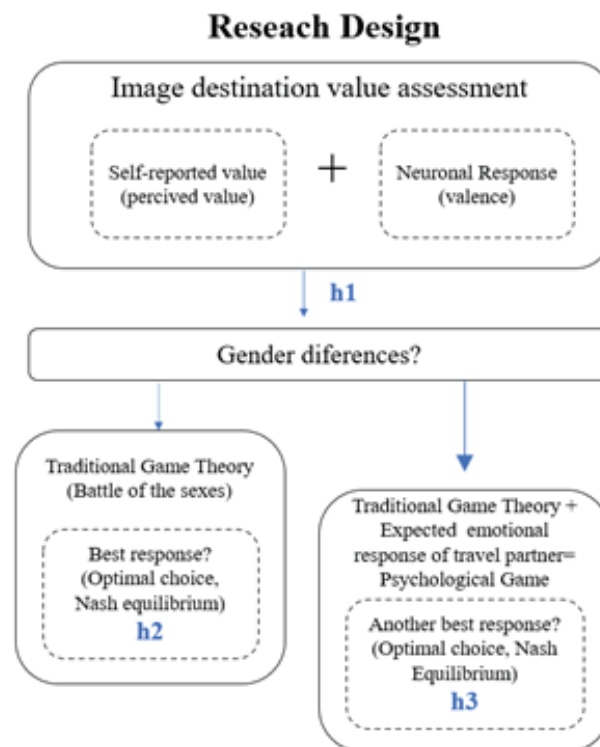 Reseach Design
Image destination value assessment
Self-reported value
(percived value)
+
Neuronal Response
(valence)
h1
Gender diferences?
Traditional Game Theory
(Battle of the sexes)
Best response?
(Optimal choice,
Nash equilibrium)
h2
Traditional Game Theory +
Expected emotional
response of travel partner=
Psychological Game
Another best response?
(Optimal choice, Nash
Equilibrium)
h3